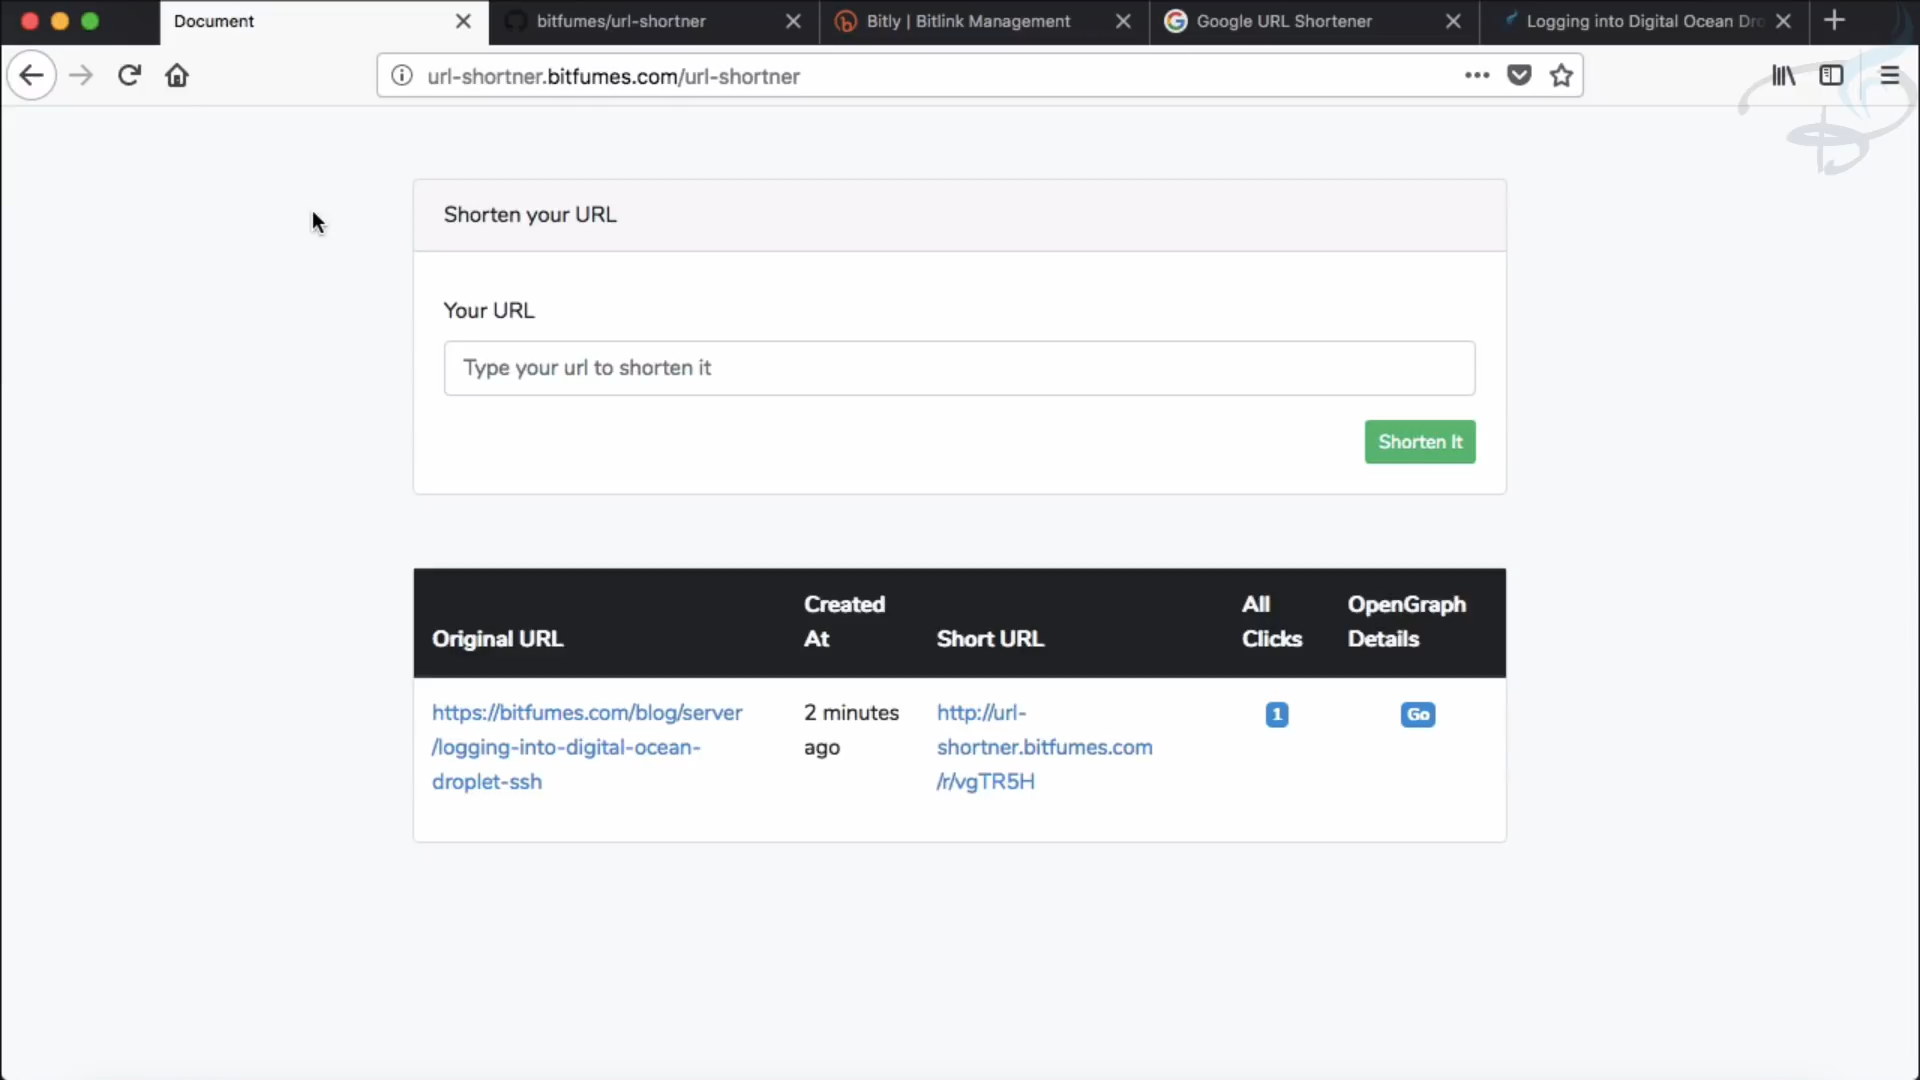 Document
bitfumes/url-shortner
Bitly | Bitlink Management
Google URL Shortener
Logging into Digital Ocean Dro
url-shortner.bitfumes.com/url-shortner
Shorten your URL
Your URL
Type your url to shorten it
Shorten It
Original URL
Created
At
Short URL
All
Clicks
OpenGraph
Details
https://bitfumes.com/blog/server
/logging-into-digital-ocean-
droplet-ssh
2 minutes
ago
http://url-
shortner.bitfumes.com
/r/vgTR5H
1
Go